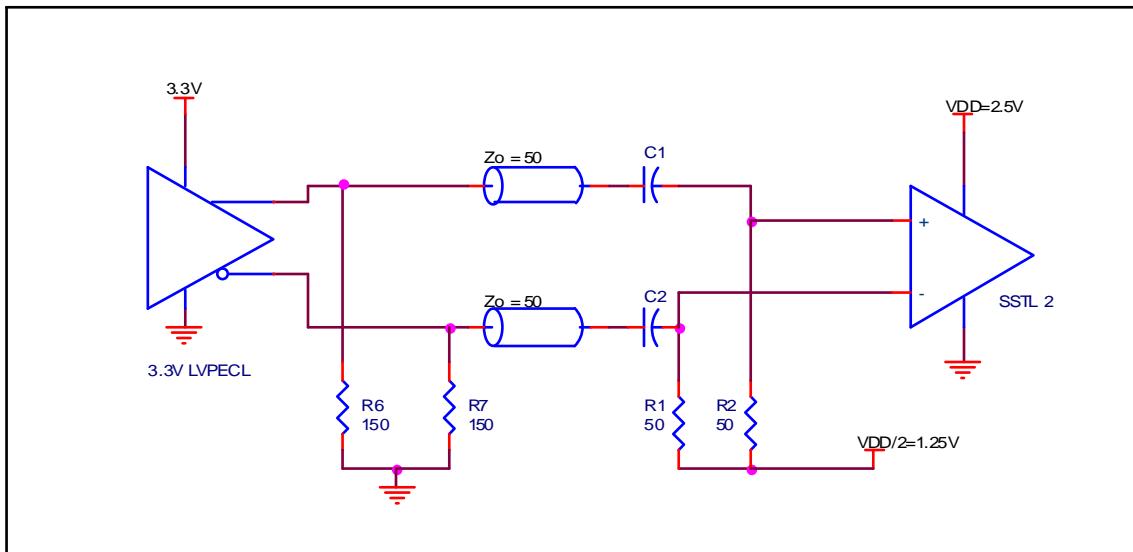 3.3V
VDD=2.5V
Zo = 50
C1
+
-
SSTL 2
Zo = 50
C2
3.3V LVPECL
R6
150
R7
150
R1
50
R2
50
VDD/2=1.25V